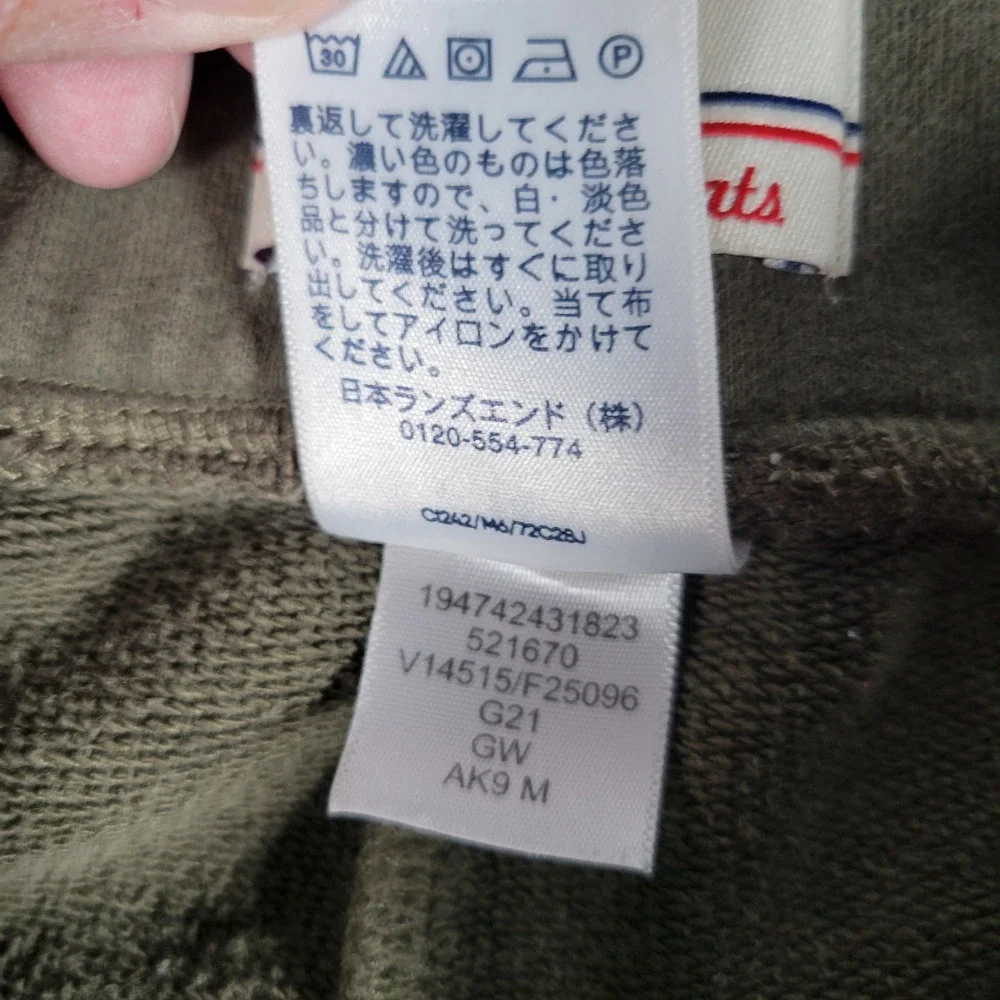 30 P
裏返して洗濯してくださ
い。濃い色のものは色落
ちしますので、白・淡色
品と分けて洗ってくださ
い。洗濯後はすぐに取り
出してください。当て布
をしてアイロンをかけて
ください。
日本ランズエンド（株）
0120-554-774
C1242/146/72C28J
194742431823
521670
V14515/F25096
G21
GW
AK9 M